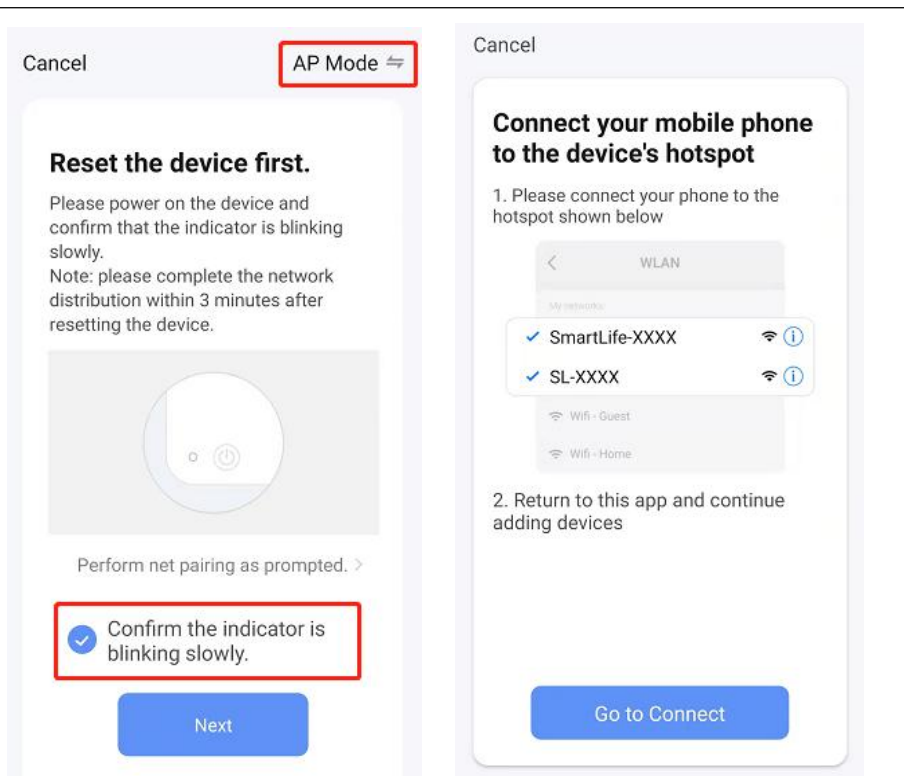 Cancel
AP Mode
Reset the device first.
Please power on the device and
confirm that the indicator is blinking
slowly.
Note: please complete the network
distribution within 3 minutes after
resetting the device.
Perform net pairing as prompted.
Confirm the indicator is
blinking slowly.
Next
Cancel
Connect your mobile phone
to the device's hotspot
1. Please connect your phone to the
hotspot shown below
WLAN
My networks
SmartLife-XXXX
SL-XXXX
Wifi - Guest
Wifi - Home
2. Return to this app and continue
adding devices
Go to Connect